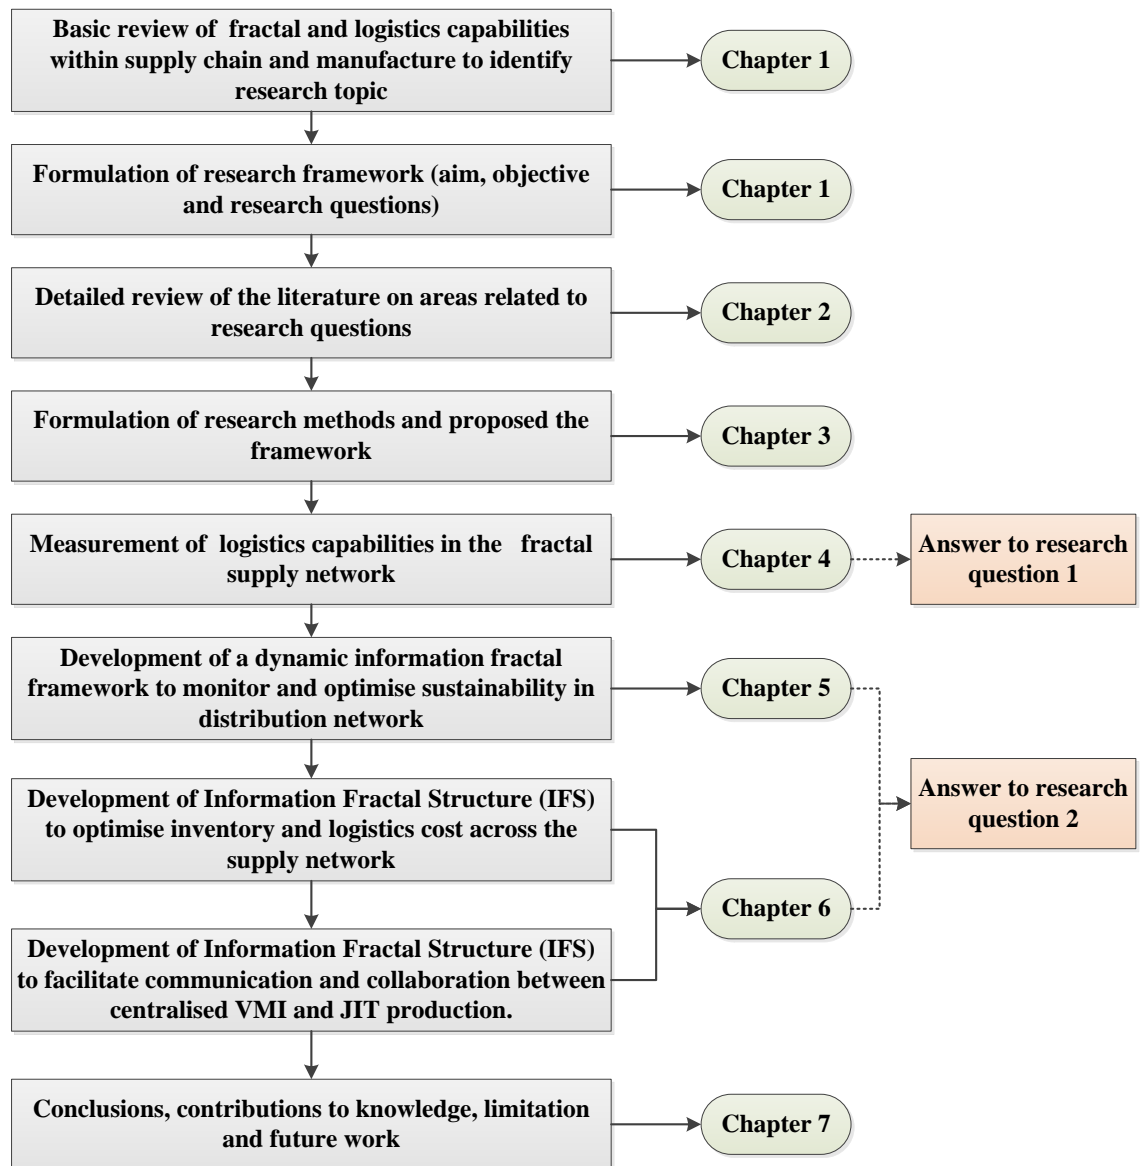 Basic review of fractal and logistics capabilities
within supply chain and manufacture to identify
research topic
Chapter 1
Formulation of research framework (aim, objective
and research questions)
Chapter 1
Detailed review of the literature on areas related to
research questions
Chapter 2
Formulation of research methods and proposed the
framework
Chapter 3
Measurement of logistics capabilities in the fractal
supply network
Chapter 4
Answer to research
question 1
Development of a dynamic information fractal
framework to monitor and optimise sustainability in
distribution network
Chapter 5
Development of Information Fractal Structure (IFS)
to optimise inventory and logistics cost across the
supply network
Answer to research
question 2
Chapter 6
Development of Information Fractal Structure (IFS)
to facilitate communication and collaboration between
centralised VMI and JIT production.
Conclusions, contributions to knowledge, limitation
and future work
Chapter 7